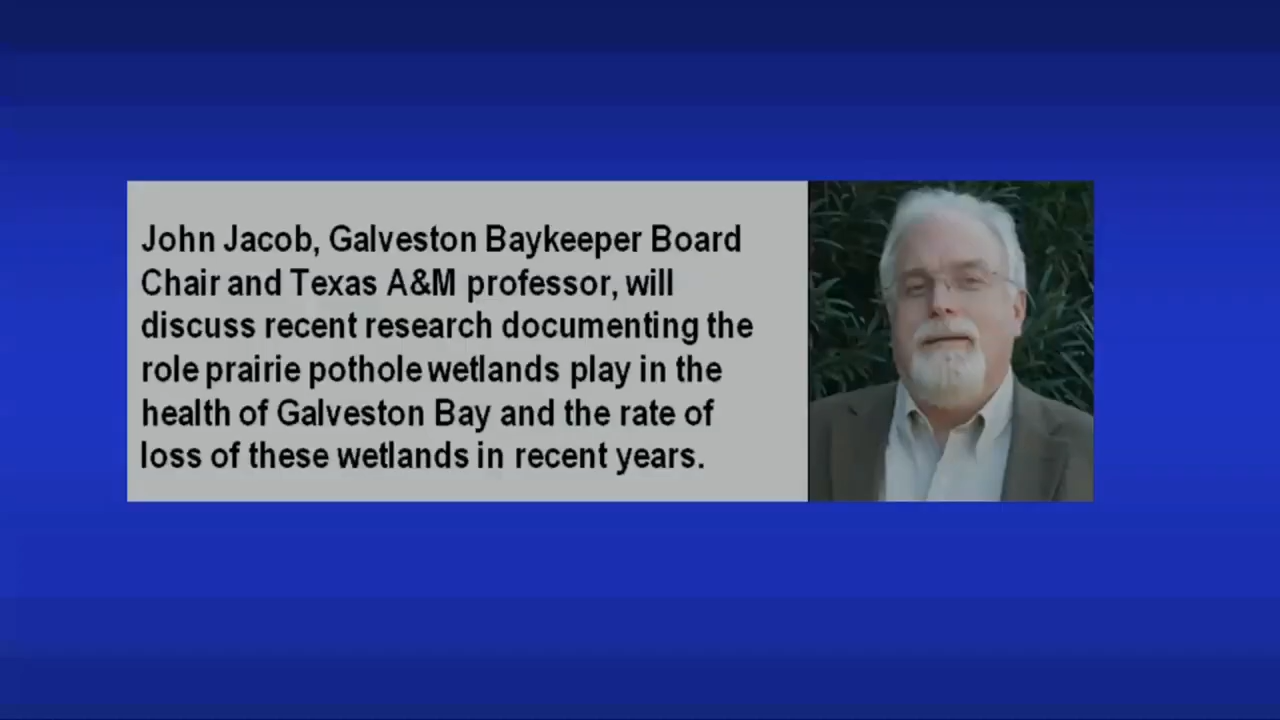 John Jacob, Galveston Baykeeper Board
Chair and Texas A&M professor, will
discuss recent research documenting the
role prairie pothole wetlands play in the
health of Galveston Bay and the rate of
loss of these wetlands in recent years.